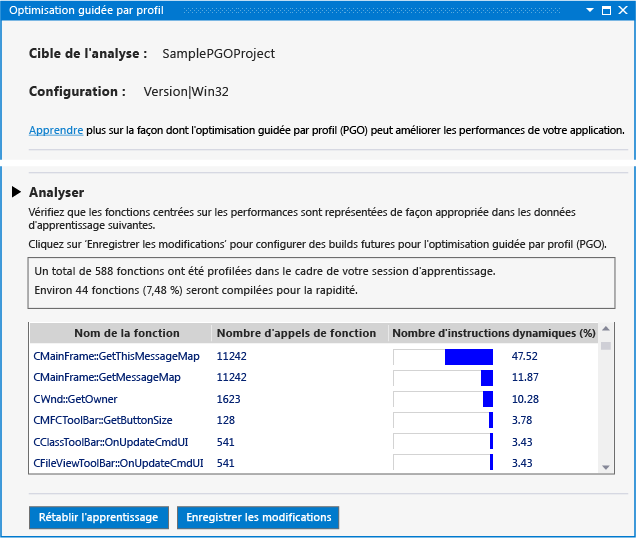 Optimisation guidée par profil
Cible de l'analyse : SamplePGOProject
Configuration : Version|Win32
Apprendre plus sur la façon dont l'optimisation guidée par profil (PGO) peut améliorer les performances de votre application.
Analyser
Vérifiez que les fonctions centrées sur les performances sont représentées de façon appropriée dans les données
d'apprentissage suivantes.
Cliquez sur 'Enregistrer les modifications' pour configurer des builds futures pour l'optimisation guidée par profil (PGO).
Un total de 588 fonctions ont été profilées dans le cadre de votre session d'apprentissage.
Environ 44 fonctions (7,48 %) seront compilées pour la rapidité.
Nom de la fonction Nombre d'appels de fonction Nombre d'instructions dynamiques (%)
CMainFrame::GetThisMessageMap 11242 47.52
CMainFrame::GetMessageMap 11242 11.87
CWnd::GetOwner 1623 10.28
CMFCToolBar::GetButtonSize 128 3.78
CClassToolBar::OnUpdateCmdUI 541 3.43
CFileViewToolBar::OnUpdateCmdUI 541 3.43
Rétablir l'apprentissage Enregistrer les modifications